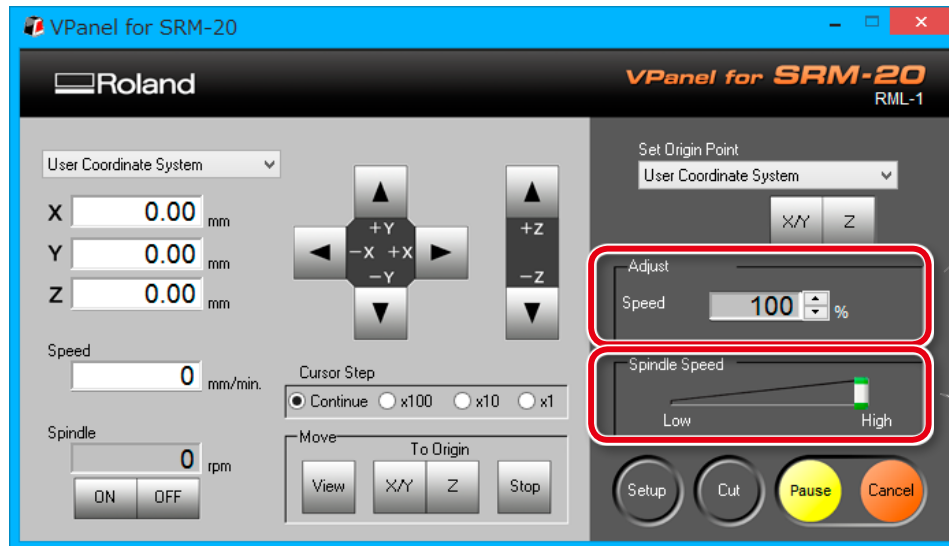 VPanel for SRM-20
Roland
VPanel for SRM-20
RML-1
User Coordinate System
X 0.00 mm
Y 0.00 mm
Z 0.00 mm
Speed
0 mm/min.
Spindle
0 rpm
ON OFF
+Y
-X +X
-Y
+Z
-Z
Cursor Step
Continue x100 x10 x1
Move
To Origin
View X/Y Z Stop
Set Origin Point
User Coordinate System
X/Y Z
Adjust
Speed 100 %
Spindle Speed
Low High
Setup Cut Pause Cancel